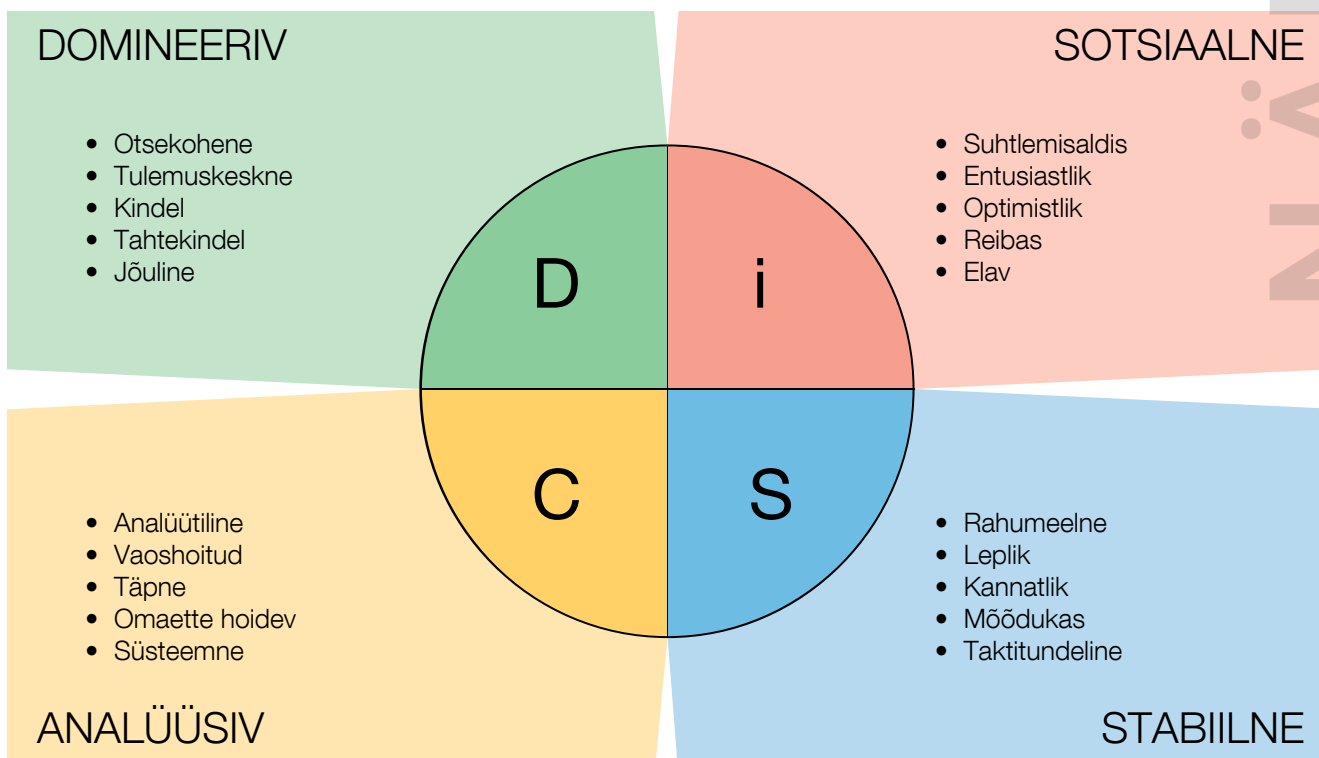 DOMINEERIV
• Otsekohene
• Tulemuskeskne
• Kindel
• Tahtekindel
• Jõuline
SOTSIAALNE
• Suhtlemisaldis
• Entusiastlik
• Optimistlik
• Reibas
• Elav
D
i
C
S
• Analüütiline
• Vaoshoitud
• Täpne
• Omaette hoidev
• Süsteemne
ANALÜÜSIV
• Rahumeelne
• Leplik
• Kannatlik
• Mõõdukas
• Taktitundeline
STABIILNE